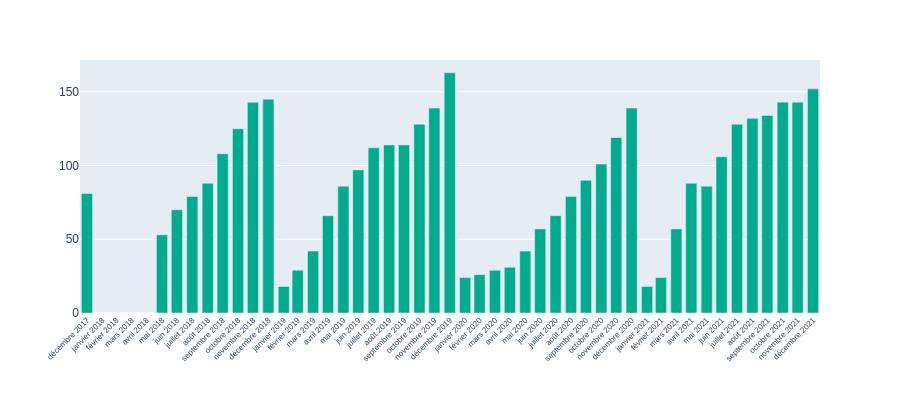 150
100
50
0
décembre 2017
janvier 2018
février 2018
mars 2018
avril 2018
mai 2018
juin 2018
juillet 2018
août 2018
septembre 2018
octobre 2018
novembre 2018
décembre 2018
janvier 2019
février 2019
mars 2019
avril 2019
mai 2019
juin 2019
juillet 2019
août 2019
septembre 2019
octobre 2019
novembre 2019
décembre 2019
janvier 2020
février 2020
mars 2020
avril 2020
mai 2020
juin 2020
juillet 2020
août 2020
septembre 2020
octobre 2020
novembre 2020
décembre 2020
janvier 2021
février 2021
mars 2021
avril 2021
mai 2021
juin 2021
juillet 2021
août 2021
septembre 2021
octobre 2021
novembre 2021
décembre 2021